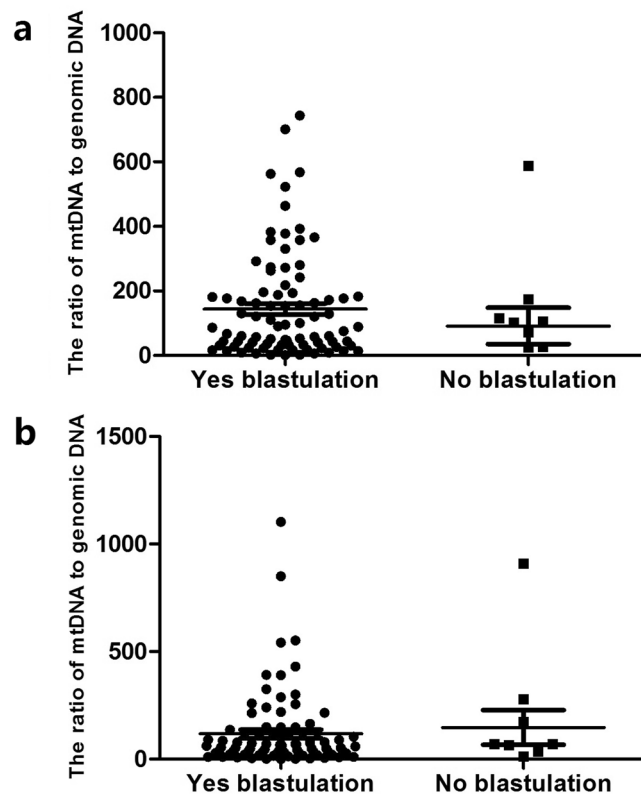 a
The ratio of mtDNA to genomic DNA
1000
800
600
400
200
0
Yes blastulation
No blastulation
b
The ratio of mtDNA to genomic DNA
1500
1000
500
0
Yes blastulation
No blastulation